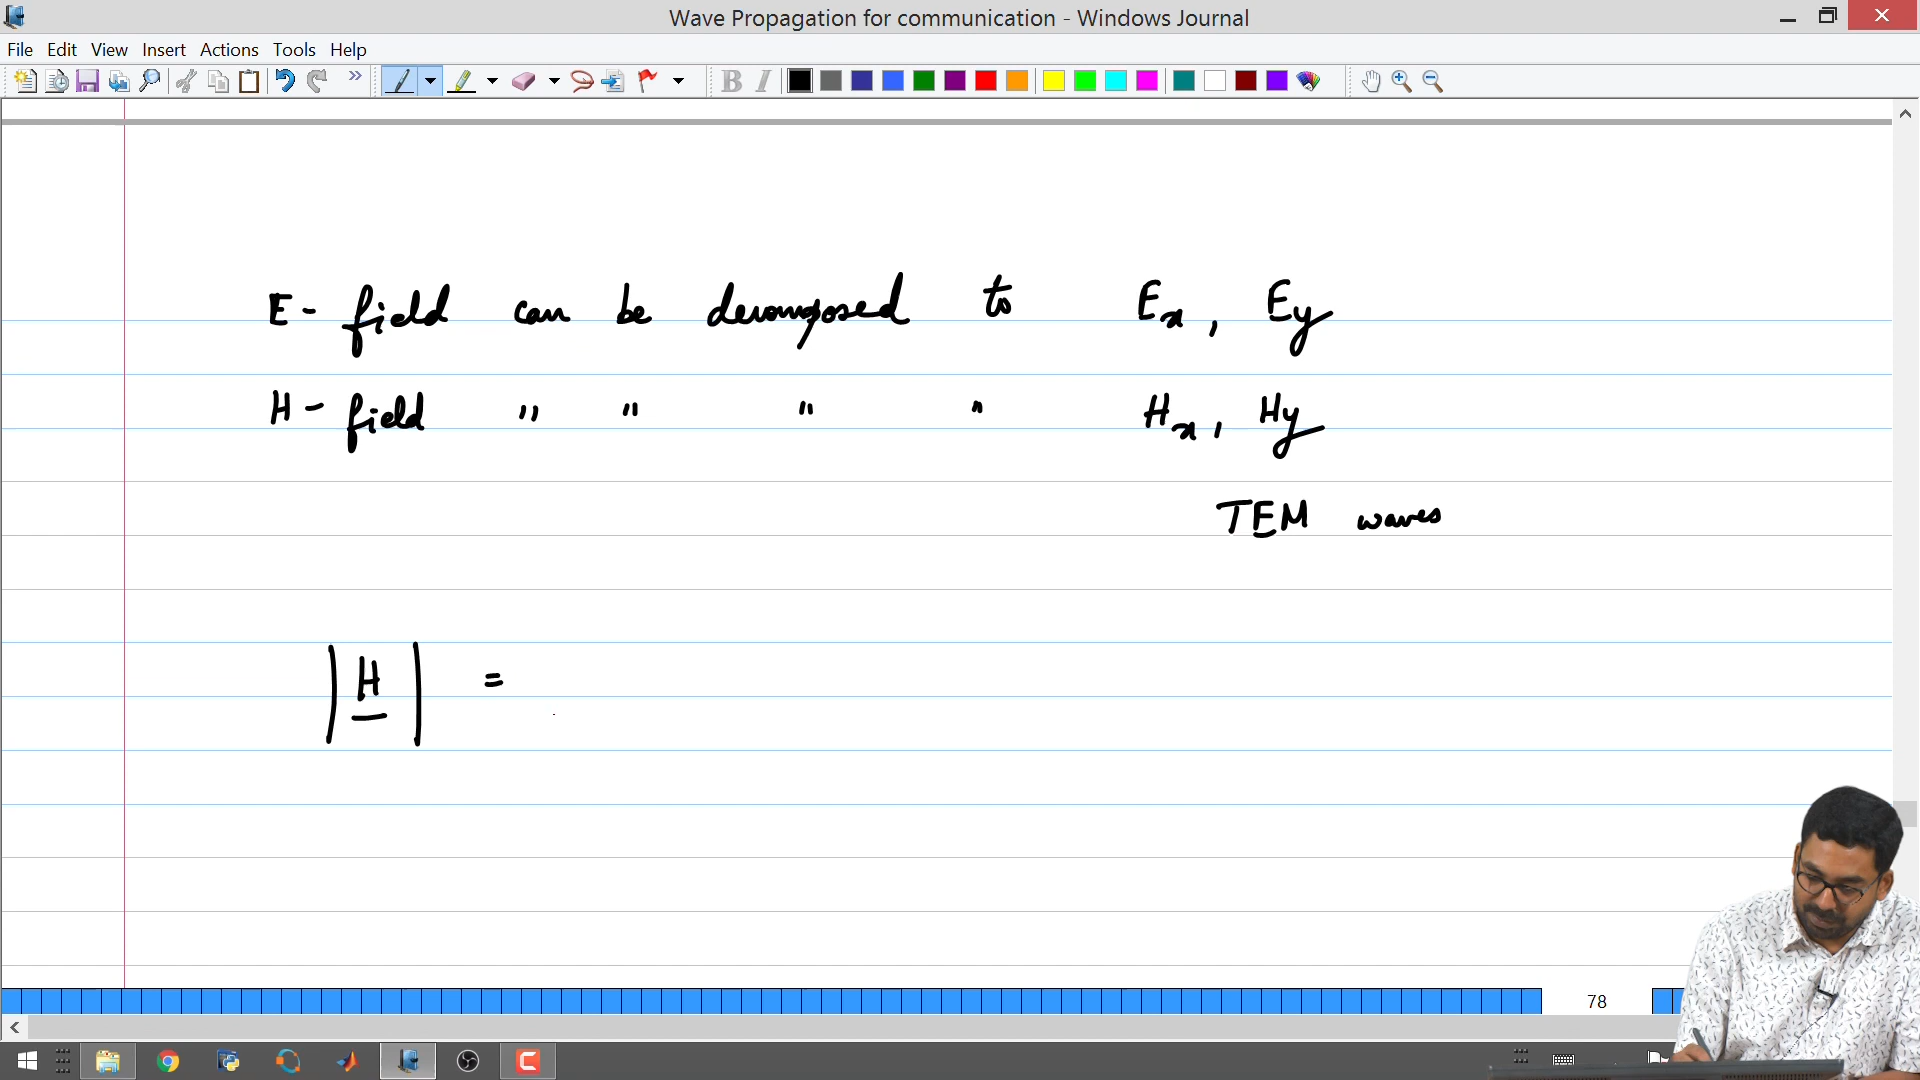 Wave Propagation for communication - Windows Journal
File Edit View Insert Actions Tools Help
B I
E - field can be decomposed to Ex, Ey
H - field " " " " Hx, Hy
TEM waves
|H| =
78